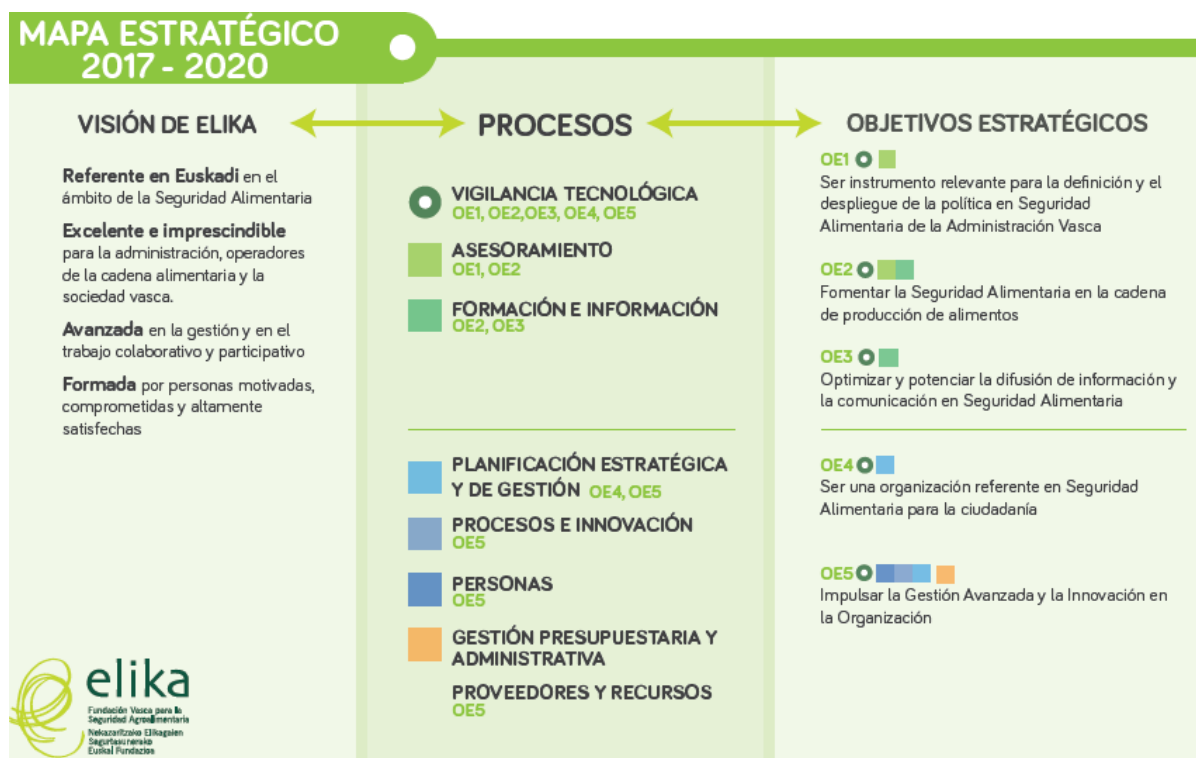 MAPA ESTRATÉGICO
2017 - 2020
VISIÓN DE ELIKA
Referente en Euskadi en el
ámbito de la Seguridad Alimentaria
Excelente e imprescindible
para la administración, operadores
de la cadena alimentaria y la
sociedad vasca.
Avanzada en la gestión y en el
trabajo colaborativo y participativo
Formada por personas motivadas,
comprometidas y altamente
satisfechas
elika
Fundación Vasca para la
Seguridad Agroalimentaria
Nekazaritzako Elikagaien
Segurtasunerako
Euskal Fundazioa
PROCESOS
VIGILANCIA TECNOLÓGICA
OE1, OE2,OE3, OE4, OE5
ASESORAMIENTO
OE1, OE2
FORMACIÓN E INFORMACIÓN
OE2, OE3
PLANIFICACIÓN ESTRATÉGICA
Y DE GESTIÓN OE4, OE5
PROCESOS E INNOVACIÓN
OE5
PERSONAS
OE5
GESTIÓN PRESUPUESTARIA Y
ADMINISTRATIVA
PROVEEDORES Y RECURSOS
OE5
OBJETIVOS ESTRATÉGICOS
OE1
Ser instrumento relevante para la definición y el
despliegue de la política en Seguridad
Alimentaria de la Administración Vasca
OE2
Fomentar la Seguridad Alimentaria en la cadena
de producción de alimentos
OE3
Optimizar y potenciar la difusión de información y
la comunicación en Seguridad Alimentaria
OE4
Ser una organización referente en Seguridad
Alimentaria para la ciudadanía
OE5
Impulsar la Gestión Avanzada y la Innovación en
la Organización